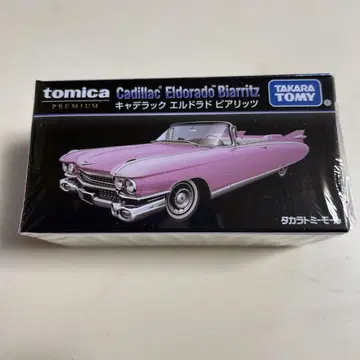 tomica
PREMIUM
Cadillac® Eldorado™ Biarritz
キャデラック エルドラド ビアリッツ
TAKARA
TOMY
タカラトミーモール